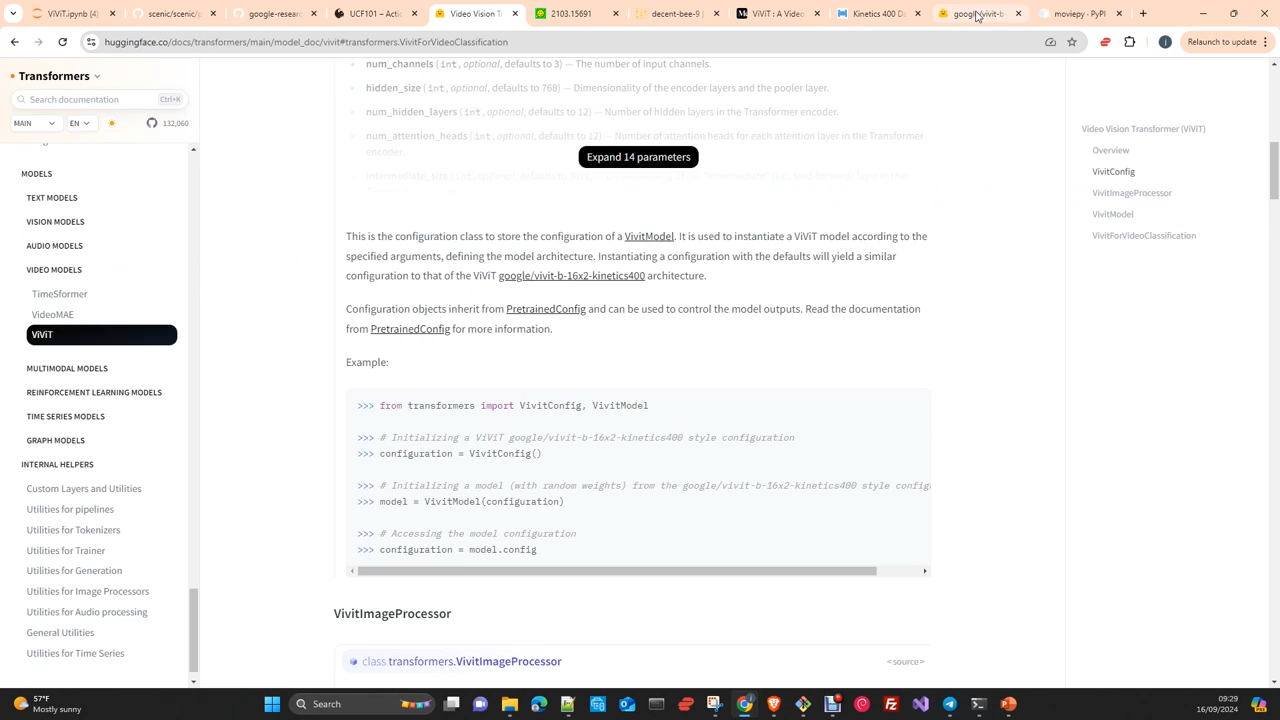 ViViT.ipynb (4)
scenic/scenic/p
google-resear
UCF101 – Actio
Video Vision T
2103.15691
decent-bee-9
ViViT : A Video
Kinetics 400 Da
google/vivit-b-
moviepy · PyPI
huggingface.co/docs/transformers/main/model_doc/vivit#transformers.VivitForVideoClassification
Relaunch to update
Transformers
Search documentation Ctrl+K
MAIN EN 132,060
MODELS
TEXT MODELS
VISION MODELS
AUDIO MODELS
VIDEO MODELS
TimeSformer
VideoMAE
ViViT
MULTIMODAL MODELS
REINFORCEMENT LEARNING MODELS
TIME SERIES MODELS
GRAPH MODELS
INTERNAL HELPERS
Custom Layers and Utilities
Utilities for pipelines
Utilities for Tokenizers
Utilities for Trainer
Utilities for Generation
Utilities for Image Processors
Utilities for Audio processing
General Utilities
Utilities for Time Series
num_channels (int, optional, defaults to 3) — The number of input channels.
hidden_size (int, optional, defaults to 768) — Dimensionality of the encoder layers and the pooler layer.
num_hidden_layers (int, optional, defaults to 12) — Number of hidden layers in the Transformer encoder.
num_attention_heads (int, optional, defaults to 12) — Number of attention heads for each attention layer in the Transformer
encoder.
Expand 14 parameters
This is the configuration class to store the configuration of a VivitModel. It is used to instantiate a ViViT model according to the
specified arguments, defining the model architecture. Instantiating a configuration with the defaults will yield a similar
configuration to that of the ViViT google/vivit-b-16x2-kinetics400 architecture.
Configuration objects inherit from PretrainedConfig and can be used to control the model outputs. Read the documentation
from PretrainedConfig for more information.
Example:
>>> from transformers import VivitConfig, VivitModel
>>> # Initializing a ViViT google/vivit-b-16x2-kinetics400 style configuration
>>> configuration = VivitConfig()
>>> # Initializing a model (with random weights) from the google/vivit-b-16x2-kinetics400 style config
>>> model = VivitModel(configuration)
>>> # Accessing the model configuration
>>> configuration = model.config
VivitImageProcessor
class transformers.VivitImageProcessor
<source>
Video Vision Transformer (ViViT)
Overview
VivitConfig
VivitImageProcessor
VivitModel
VivitForVideoClassification
57°F
Mostly sunny
Search
09:29
16/09/2024